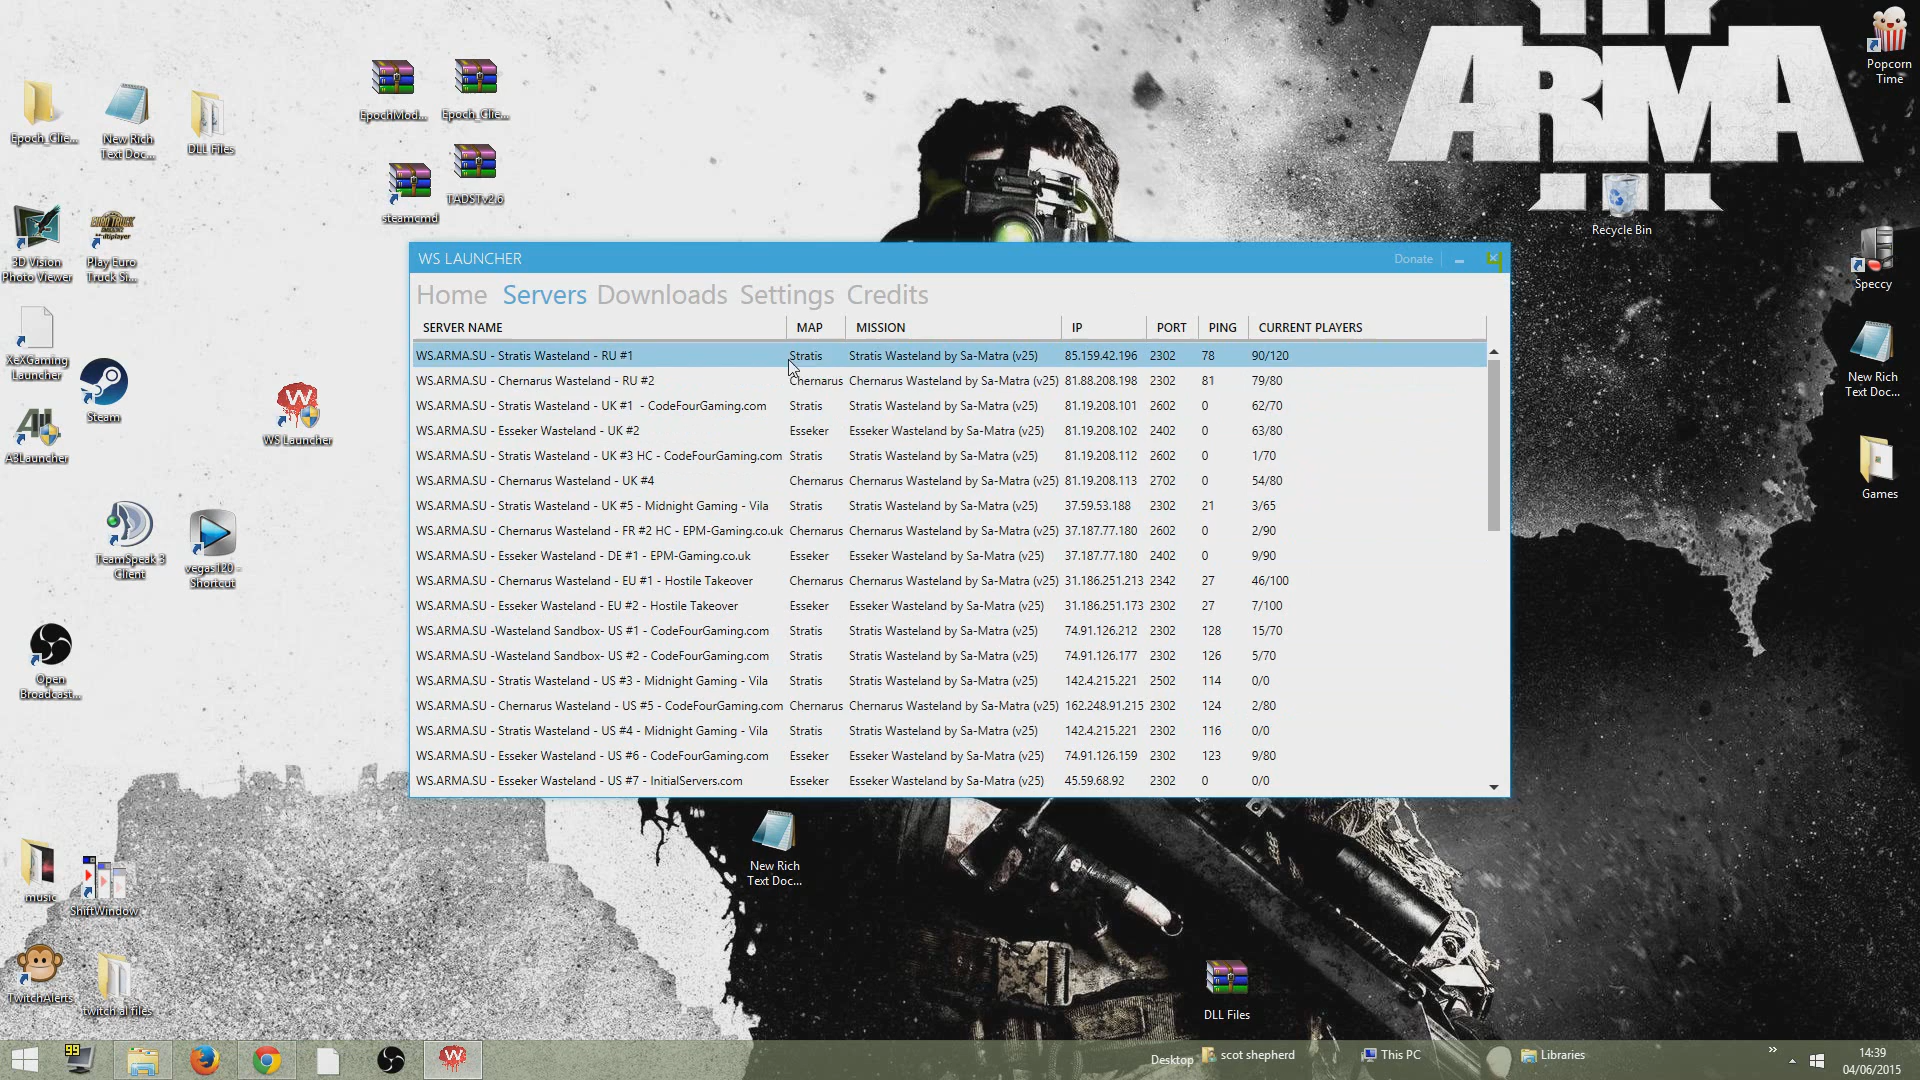 ARMA
III
Popcorn
Time
Epoch_Clie...
New Rich
Text Doc...
DLL Files
EpochMod...
Epoch_Clie...
steamcmd
TADSTv2.6
Recycle Bin
3D Vision
Photo Viewer
Play Euro
Truck Si...
Speccy
XeXGaming
Launcher
Steam
WS Launcher
A3Launcher
New Rich
Text Doc...
Games
TeamSpeak 3
Client
vegas120 -
Shortcut
Open
Broadcast...
WS LAUNCHER
Donate
Home Servers Downloads Settings Credits
SERVER NAME MAP MISSION IP PORT PING CURRENT PLAYERS
WS.ARMA.SU - Stratis Wasteland - RU #1 Stratis Stratis Wasteland by Sa-Matra (v25) 85.159.42.196 2302 78 90/120
WS.ARMA.SU - Chernarus Wasteland - RU #2 Chernarus Chernarus Wasteland by Sa-Matra (v25) 81.88.208.198 2302 81 79/80
WS.ARMA.SU - Stratis Wasteland - UK #1 - CodeFourGaming.com Stratis Stratis Wasteland by Sa-Matra (v25) 81.19.208.101 2602 0 62/70
WS.ARMA.SU - Esseker Wasteland - UK #2 Esseker Esseker Wasteland by Sa-Matra (v25) 81.19.208.102 2402 0 63/80
WS.ARMA.SU - Stratis Wasteland - UK #3 HC - CodeFourGaming.com Stratis Stratis Wasteland by Sa-Matra (v25) 81.19.208.112 2602 0 1/70
WS.ARMA.SU - Chernarus Wasteland - UK #4 Chernarus Chernarus Wasteland by Sa-Matra (v25) 81.19.208.113 2702 0 54/80
WS.ARMA.SU - Stratis Wasteland - UK #5 - Midnight Gaming - Vila Stratis Stratis Wasteland by Sa-Matra (v25) 37.59.53.188 2302 21 3/65
WS.ARMA.SU - Chernarus Wasteland - FR #2 HC - EPM-Gaming.co.uk Chernarus Chernarus Wasteland by Sa-Matra (v25) 37.187.77.180 2602 0 2/90
WS.ARMA.SU - Esseker Wasteland - DE #1 - EPM-Gaming.co.uk Esseker Esseker Wasteland by Sa-Matra (v25) 37.187.77.180 2402 0 9/90
WS.ARMA.SU - Chernarus Wasteland - EU #1 - Hostile Takeover Chernarus Chernarus Wasteland by Sa-Matra (v25) 31.186.251.213 2342 27 46/100
WS.ARMA.SU - Esseker Wasteland - EU #2 - Hostile Takeover Esseker Esseker Wasteland by Sa-Matra (v25) 31.186.251.173 2302 27 7/100
WS.ARMA.SU -Wasteland Sandbox- US #1 - CodeFourGaming.com Stratis Stratis Wasteland by Sa-Matra (v25) 74.91.126.212 2302 128 15/70
WS.ARMA.SU -Wasteland Sandbox- US #2 - CodeFourGaming.com Stratis Stratis Wasteland by Sa-Matra (v25) 74.91.126.177 2302 126 5/70
WS.ARMA.SU - Stratis Wasteland - US #3 - Midnight Gaming - Vila Stratis Stratis Wasteland by Sa-Matra (v25) 142.4.215.221 2502 114 0/0
WS.ARMA.SU - Chernarus Wasteland - US #5 - CodeFourGaming.com Chernarus Chernarus Wasteland by Sa-Matra (v25) 162.248.91.215 2302 124 2/80
WS.ARMA.SU - Stratis Wasteland - US #4 - Midnight Gaming - Vila Stratis Stratis Wasteland by Sa-Matra (v25) 142.4.215.221 2302 116 0/0
WS.ARMA.SU - Esseker Wasteland - US #6 - CodeFourGaming.com Esseker Esseker Wasteland by Sa-Matra (v25) 74.91.126.159 2302 123 9/80
WS.ARMA.SU - Esseker Wasteland - US #7 - InitialServers.com Esseker Esseker Wasteland by Sa-Matra (v25) 45.59.68.92 2302 0 0/0
New Rich
Text Doc...
music
ShiftWindow
TwitchAlerts
twitch al files
DLL Files
99
Desktop
scot shepherd
This PC
Libraries
14:39
04/06/2015